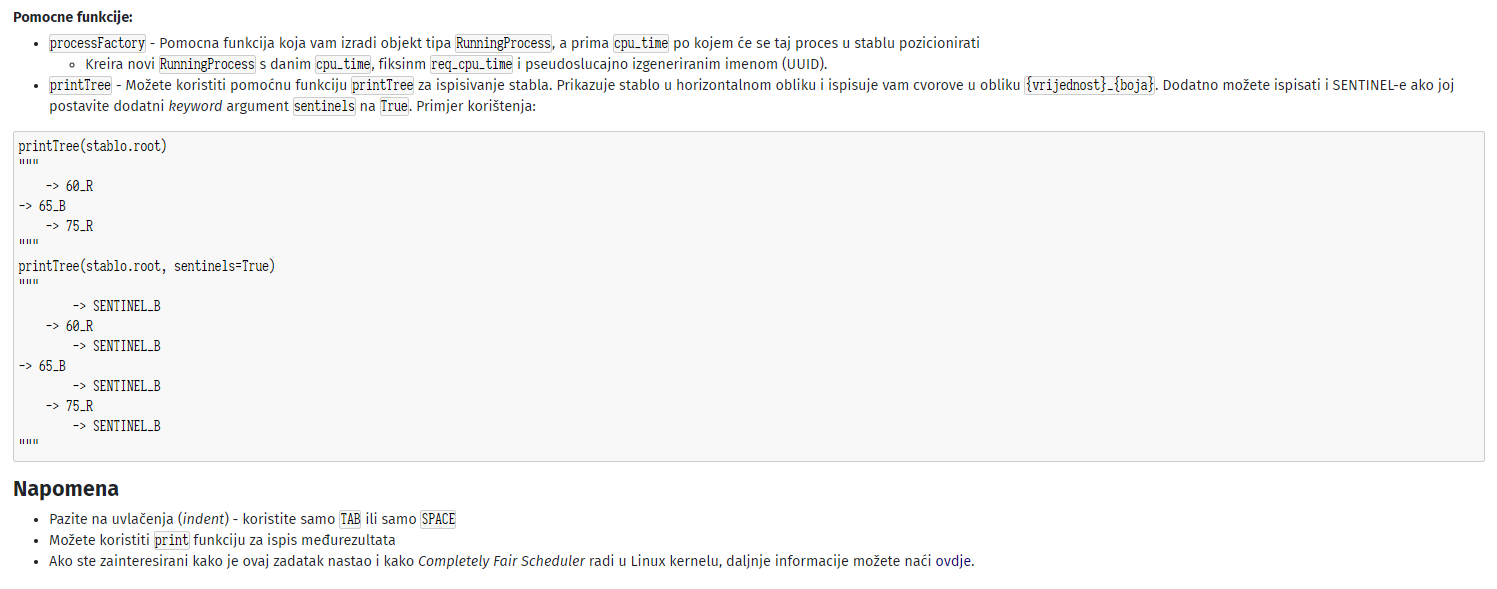 Pomocne funkcije:
• processFactory - Pomocna funkcija koja vam izradi objekt tipa RunningProcess, a prima cpu_time po kojem će se taj proces u stablu pozicionirati
◦ Kreira novi RunningProcess s danim cpu_time, fiksinm req_cpu_time i pseudoslucajno izgeneriranim imenom (UUID).
• printTree - Možete koristiti pomoćnu funkciju printTree za ispisivanje stabla. Prikazuje stablo u horizontalnom obliku i ispisuje vam cvorove u obliku {vrijednost}_{boja}. Dodatno možete ispisati i SENTINEL-e ako joj
postavite dodatni keyword argument sentinels na True. Primjer korištenja:
printTree(stablo.root)
"""
    -> 60_R
-> 65_B
    -> 75_R
"""
printTree(stablo.root, sentinels=True)
"""
        -> SENTINEL_B
    -> 60_R
        -> SENTINEL_B
-> 65_B
        -> SENTINEL_B
    -> 75_R
        -> SENTINEL_B
"""
Napomena
• Pazite na uvlačenja (indent) - koristite samo TAB ili samo SPACE
• Možete koristiti print funkciju za ispis međurezultata
• Ako ste zainteresirani kako je ovaj zadatak nastao i kako Completely Fair Scheduler radi u Linux kernelu, daljnje informacije možete naći ovdje.